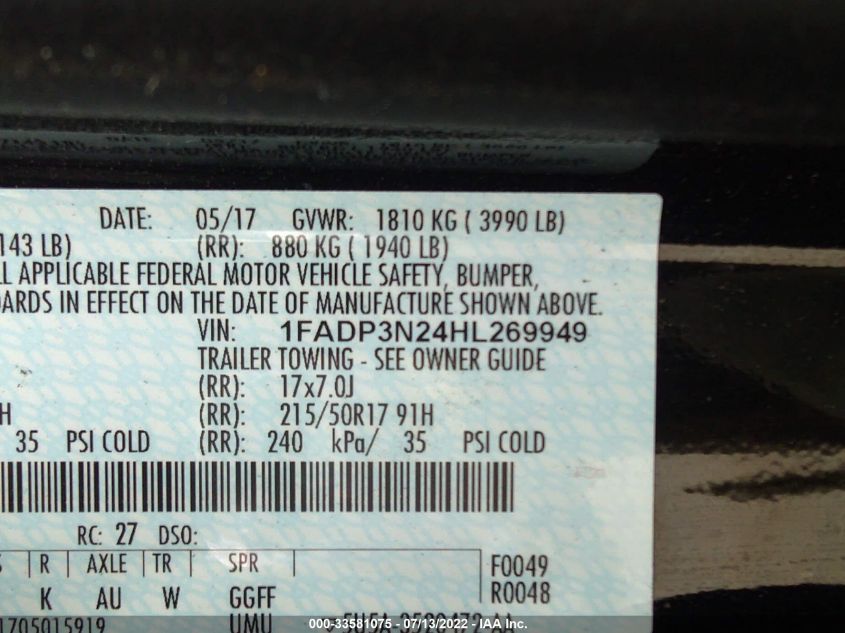 DATE: 05/17 GVWR: 1810 KG ( 3990 LB)
143 LB) (RR): 880 KG ( 1940 LB)
L APPLICABLE FEDERAL MOTOR VEHICLE SAFETY, BUMPER,
ARDS IN EFFECT ON THE DATE OF MANUFACTURE SHOWN ABOVE.
VIN: 1FADP3N24HL269949
TRAILER TOWING - SEE OWNER GUIDE
(RR): 17x7.0J
H (RR): 215/50R17 91H
35 PSI COLD (RR): 240 kPa/ 35 PSI COLD
RC: 27 DSO:
R AXLE TR SPR F0049
K AU W GGFF R0048
1705015919 UMU
000-33581075 - 07/13/2022 - IAA Inc.